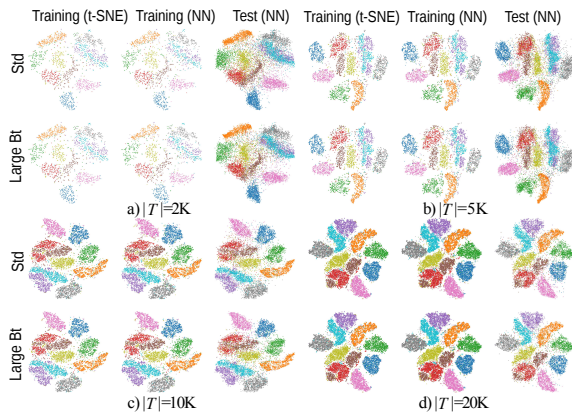 Training (t-SNE) Training (NN) Test (NN) Training (t-SNE) Training (NN) Test (NN)
Std
Large Bt
a) |T|=2K b) |T|=5K
Std
Large Bt
c) |T|=10K d) |T|=20K